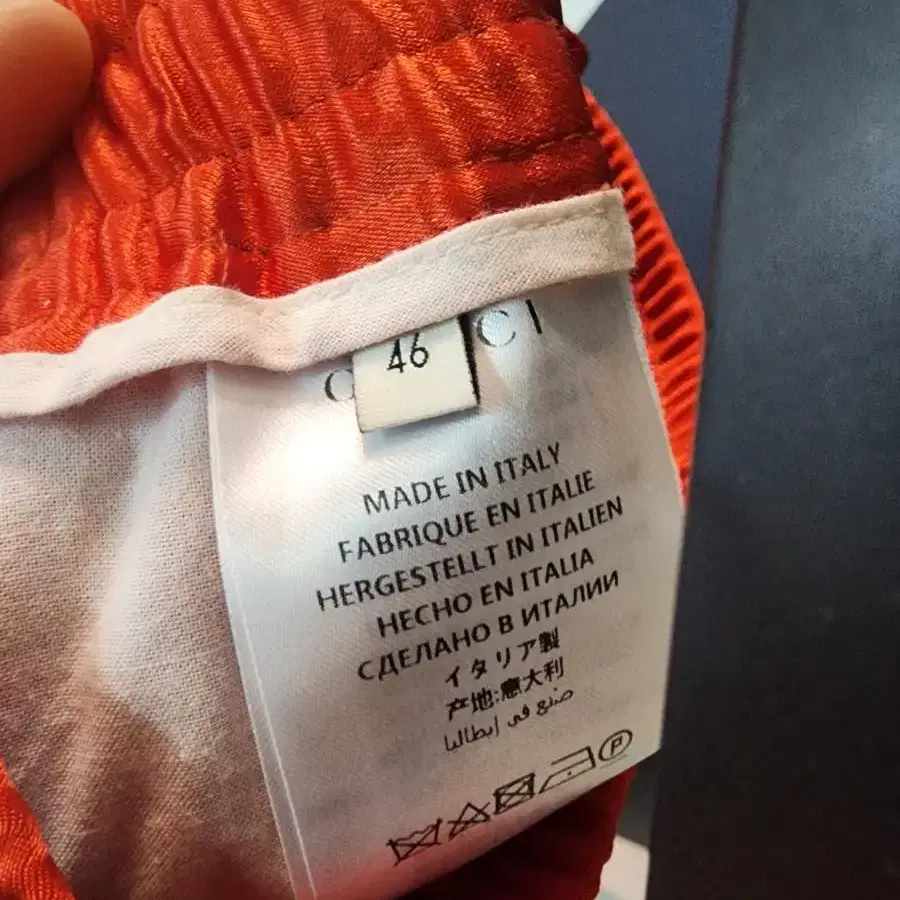 46
MADE IN ITALY
FABRIQUE EN ITALIE
HERGESTELLT IN ITALIEN
HECHO EN ITALIA
СДЕЛАНО В ИТАЛИИ
イタリア製
产地:意大利
صنع في إيطاليا
P